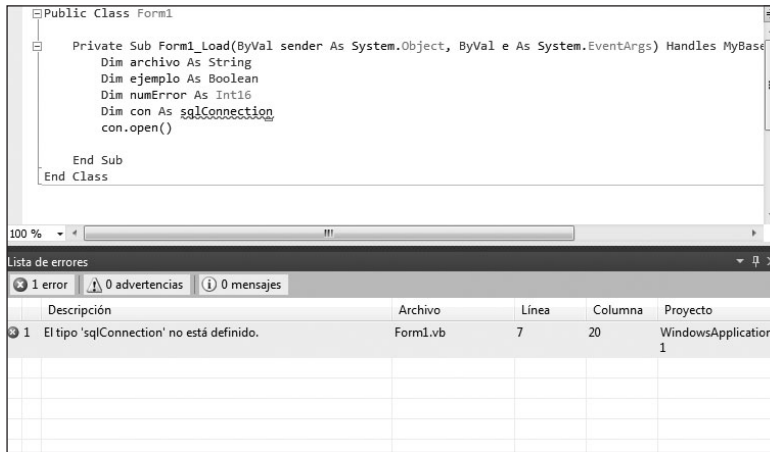 Public Class Form1
Private Sub Form1_Load(ByVal sender As System.Object, ByVal e As System.EventArgs) Handles MyBase
Dim archivo As String
Dim ejemplo As Boolean
Dim numError As Int16
Dim con As sqlConnection
con.open()
End Sub
End Class
100 %
Lista de errores
1 error 0 advertencias 0 mensajes
Descripción Archivo Línea Columna Proyecto
1 El tipo 'sqlConnection' no está definido. Form1.vb 7 20 WindowsApplication
1